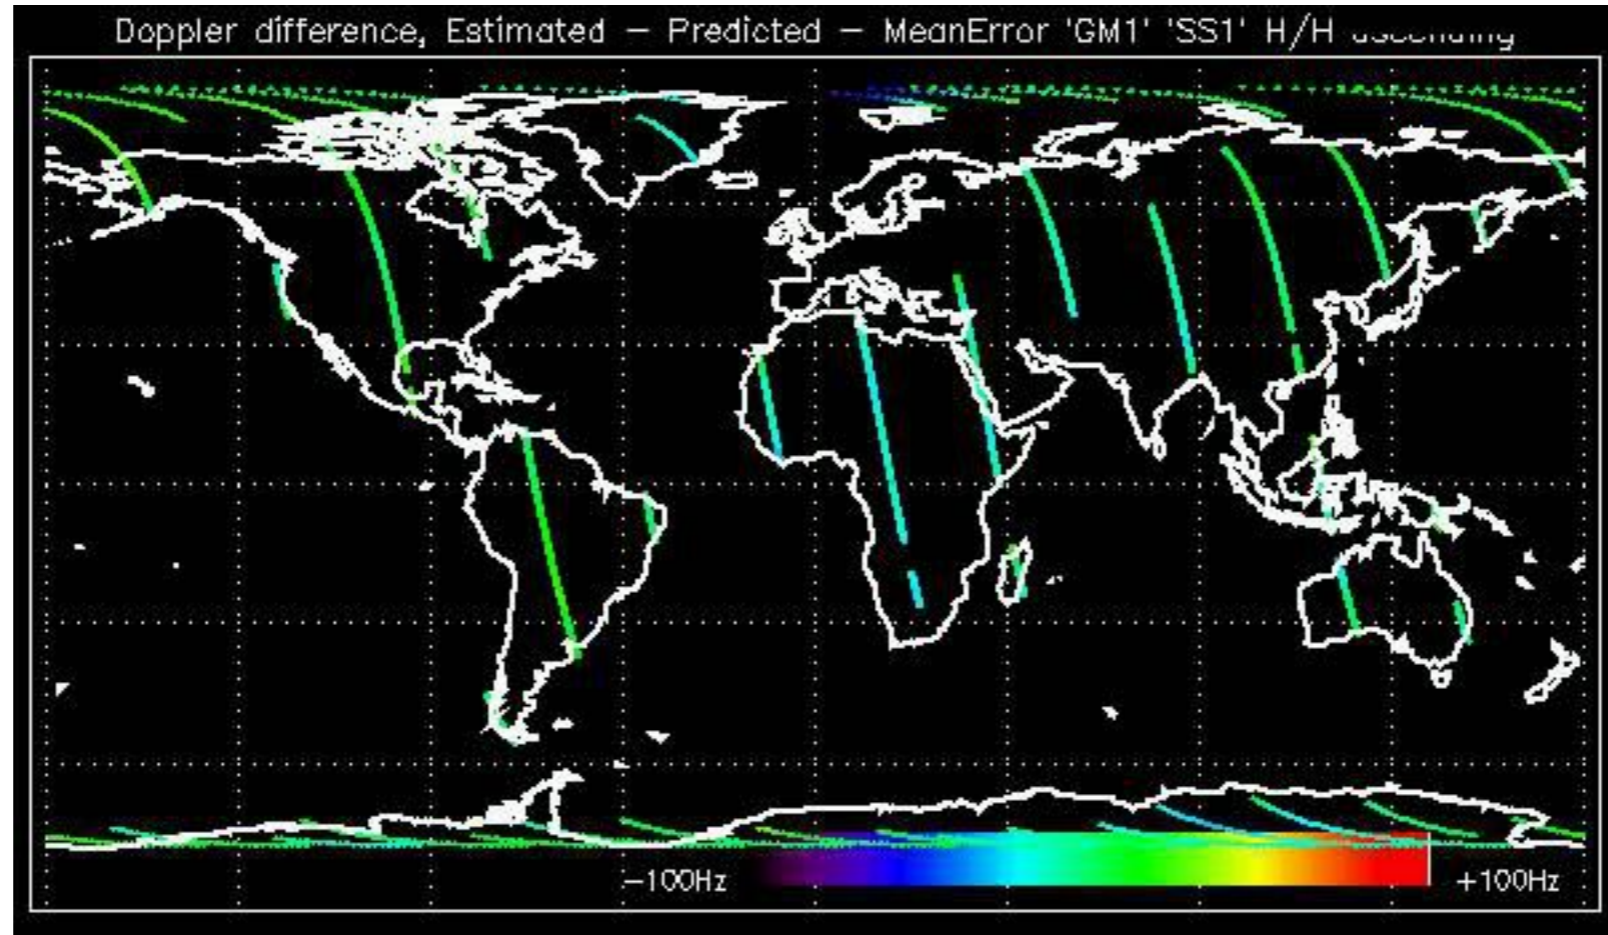 Doppler difference, Estimated – Predicted – MeanError 'GM1' 'SS1' H/H
–100Hz +100Hz